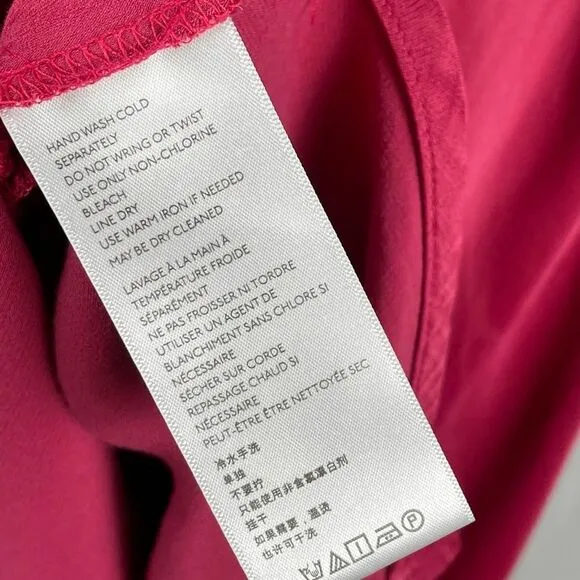 HAND WASH COLD
SEPARATELY
DO NOT WRING OR TWIST
USE ONLY NON-CHLORINE
BLEACH
LINE DRY
USE WARM IRON IF NEEDED
MAY BE DRY CLEANED
LAVAGE À LA MAIN À
TEMPÉRATURE FROIDE
SÉPARÉMENT
NE PAS FROISSER NI TORDRE
UTILISER UN AGENT DE
BLANCHIMENT SANS CHLORE SI
NÉCESSAIRE
SÉCHER SUR CORDE
REPASSAGE CHAUD SI
NÉCESSAIRE
PEUT-ÊTRE ÊTRE NETTOYÉE SEC
冷水手洗
单独
不要拧
只能使用非含氯漂白剂
挂干
如果需要，温烫
也许可干洗
P